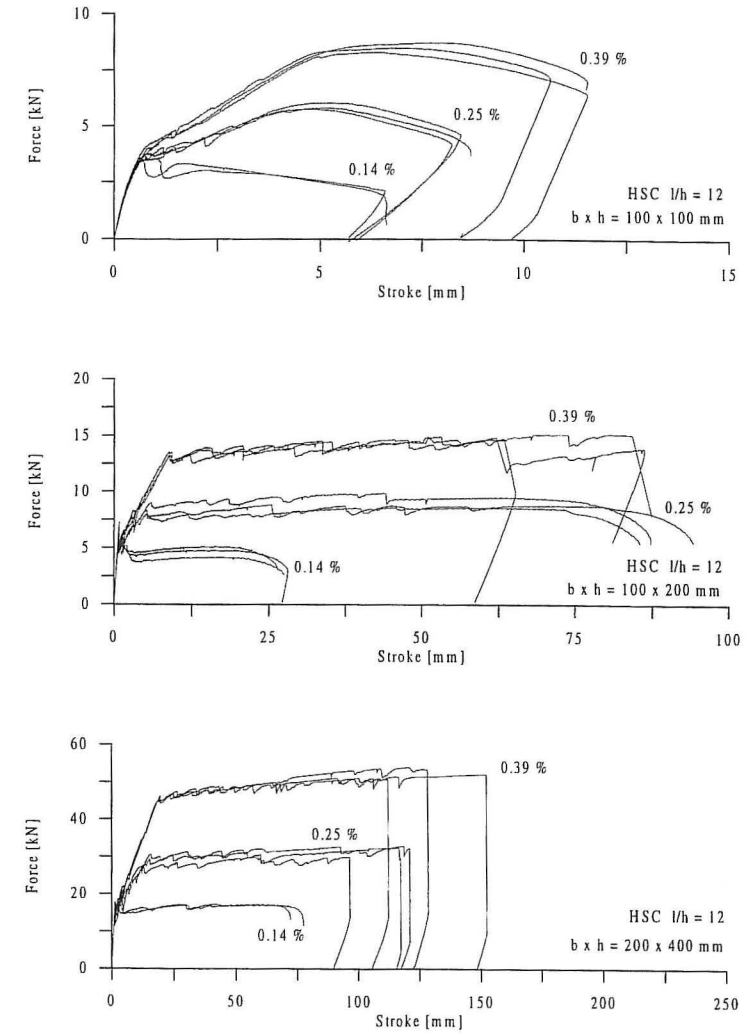 10
0.39 %
0.25 %
5
Force [kN]
0.14 %
HSC l/h = 12
b x h = 100 x 100 mm
0
0 5 10 15
Stroke [mm]
20
0.39 %
15
Force [kN]
10
0.25 %
5
0.14 %
HSC l/h = 12
b x h = 100 x 200 mm
0
0 25 50 75 100
Stroke [mm]
60
0.39 %
40
Force [kN]
0.25 %
20
0.14 %
HSC l/h = 12
b x h = 200 x 400 mm
0
0 50 100 150 200 250
Stroke [mm]